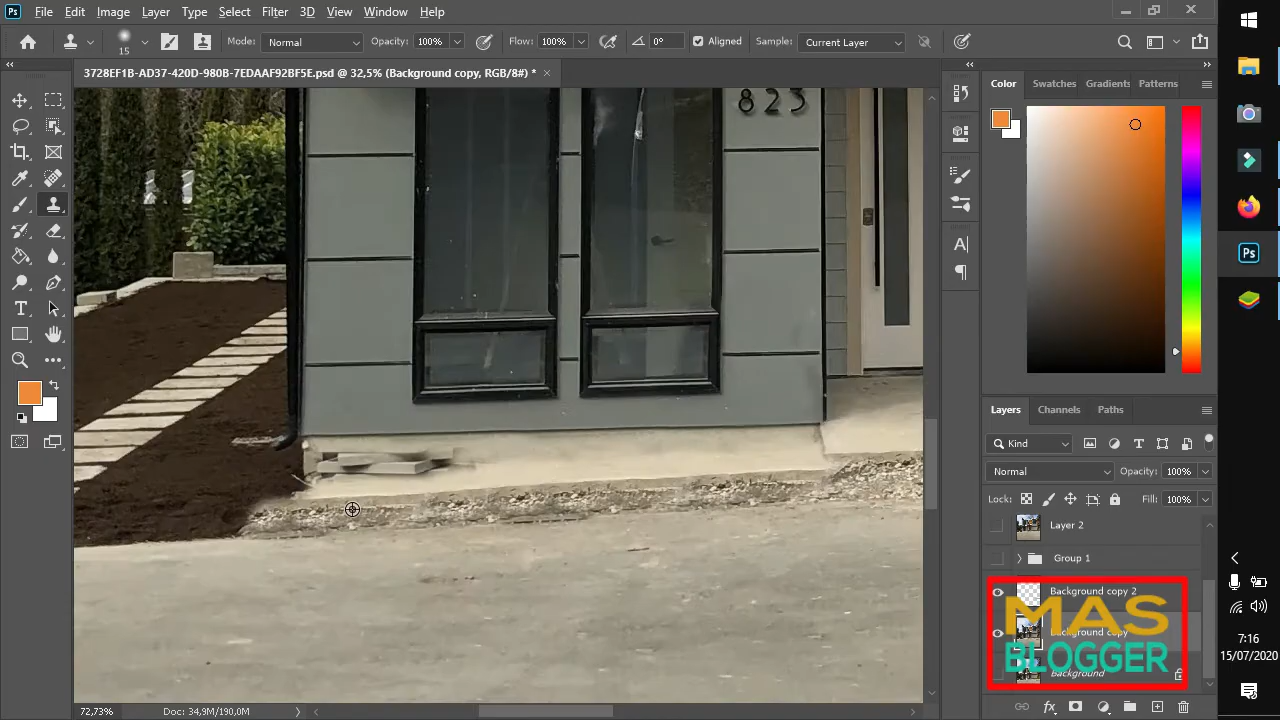 Ps File Edit Image Layer Type Select Filter 3D View Window Help
15 Mode: Normal Opacity: 100% Flow: 100% 0° Aligned Sample: Current Layer
3728EF1B-AD37-420D-980B-7EDAAF92BF5E.psd @ 32,5% (Background copy, RGB/8#) * ×
Color Swatches Gradients Patterns
823
Layers Channels Paths
Kind
Normal Opacity: 100%
Lock: Fill: 100%
Layer 2
Group 1
Background copy 2
MAS
Background copy
BLOGGER
Background
72,73% Doc: 34,9M/190,0M
Ps
7:16
15/07/2020